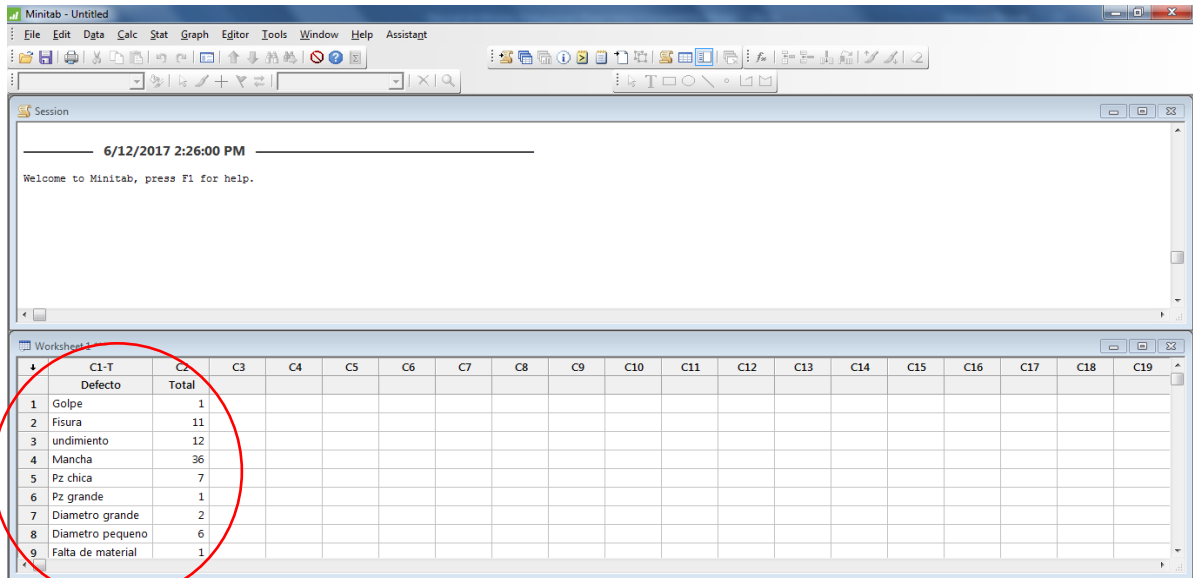 Minitab - Untitled
File Edit Data Calc Stat Graph Editor Tools Window Help Assistant
Session
6/12/2017 2:26:00 PM
Welcome to Minitab, press F1 for help.
C1-T C2 C3 C4 C5 C6 C7 C8 C9 C10 C11 C12 C13 C14 C15 C16 C17 C18 C19
Defecto Total
1 Golpe 1
2 Fisura 11
3 undimiento 12
4 Mancha 36
5 Pz chica 7
6 Pz grande 1
7 Diametro grande 2
8 Diametro pequeno 6
9 Falta de material 1